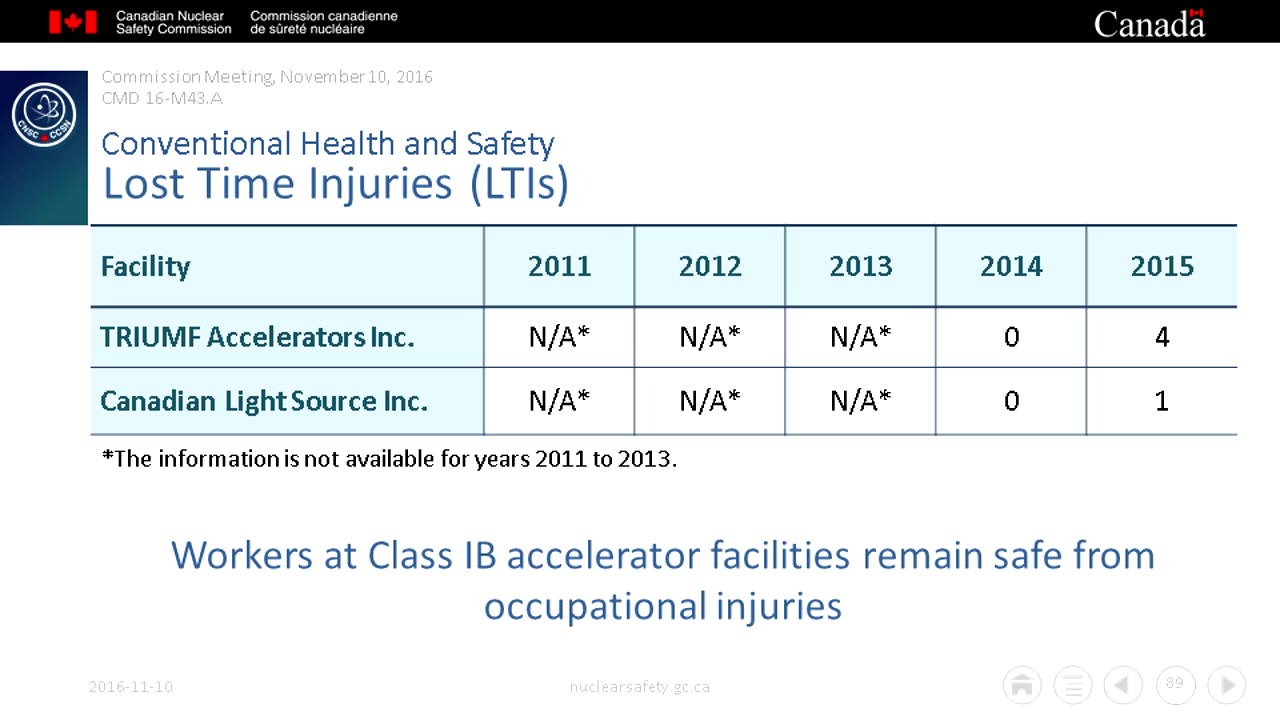 Canadian Nuclear Safety Commission
Commission canadienne de sûreté nucléaire
Canada
Commission Meeting, November 10, 2016
CMD 16-M43.A
CNSC CCSN
Conventional Health and Safety
Lost Time Injuries (LTIs)
Facility 2011 2012 2013 2014 2015
TRIUMF Accelerators Inc. N/A* N/A* N/A* 0 4
Canadian Light Source Inc. N/A* N/A* N/A* 0 1
*The information is not available for years 2011 to 2013.
Workers at Class IB accelerator facilities remain safe from
occupational injuries
2016-11-10 nuclearsafety.gc.ca 89